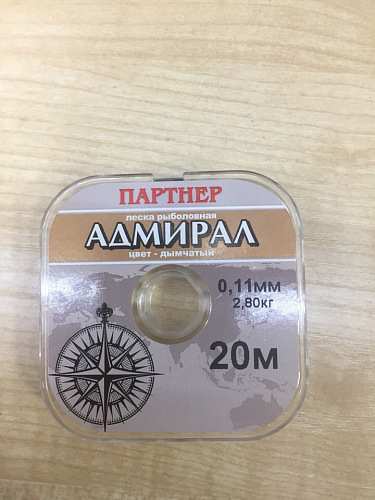 ПАРТНЕР
леска рыболовная
АДМИРАЛ
цвет - дымчатый
0,11мм
2,80кг
20м